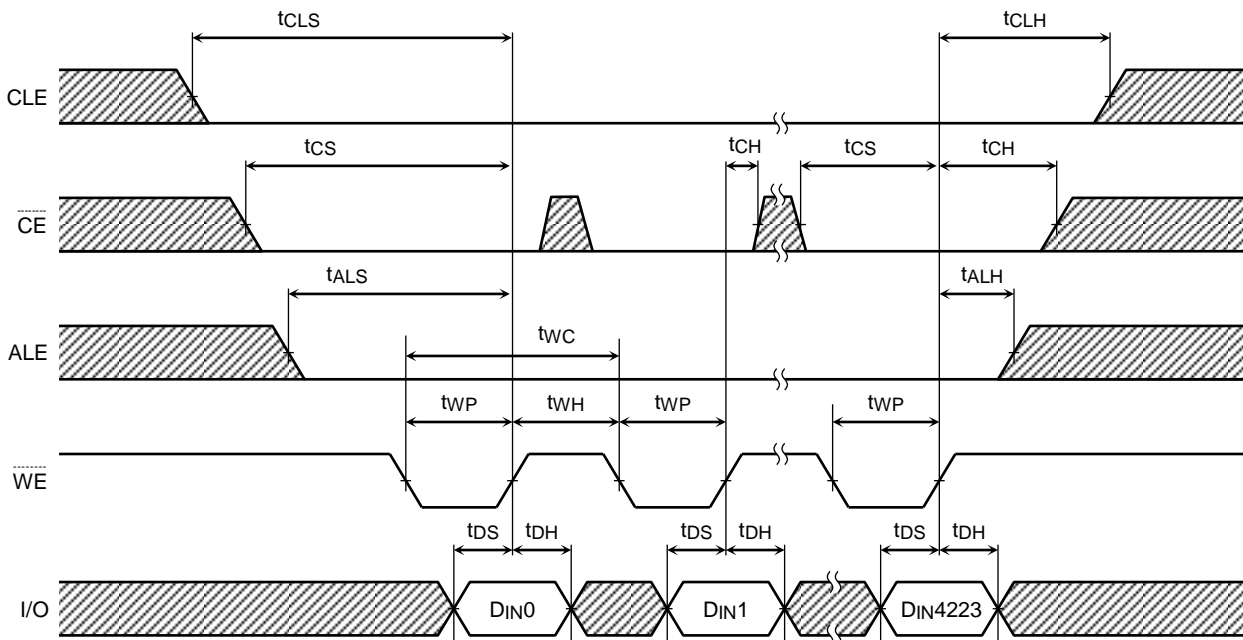 tCLS tCLH
CLE
tCS tCH tCS tCH
CE
tALS tALH
ALE
tWC
tWP tWH tWP tWP
WE
tDS tDH tDS tDH tDS tDH
I/O DIN0 DIN1 DIN4223